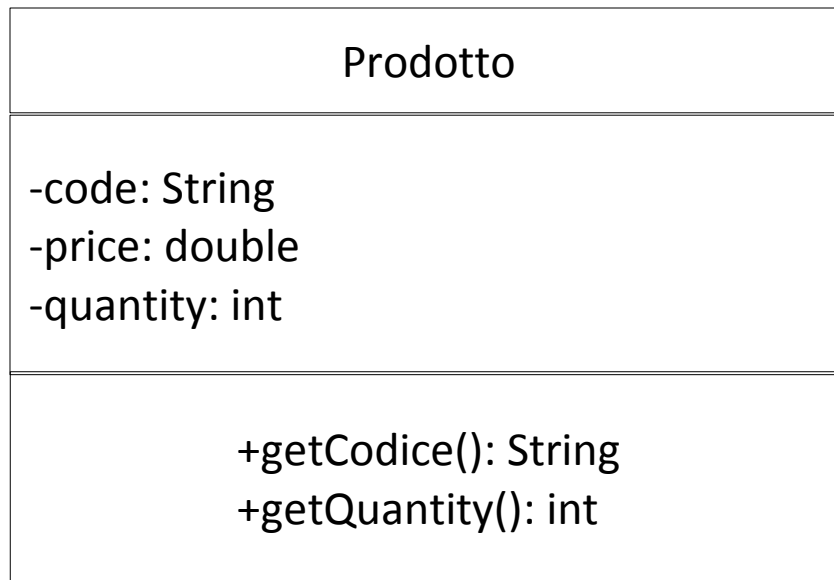 Prodotto
-code: String
-price: double
-quantity: int
+getCodice(): String
+getQuantity(): int